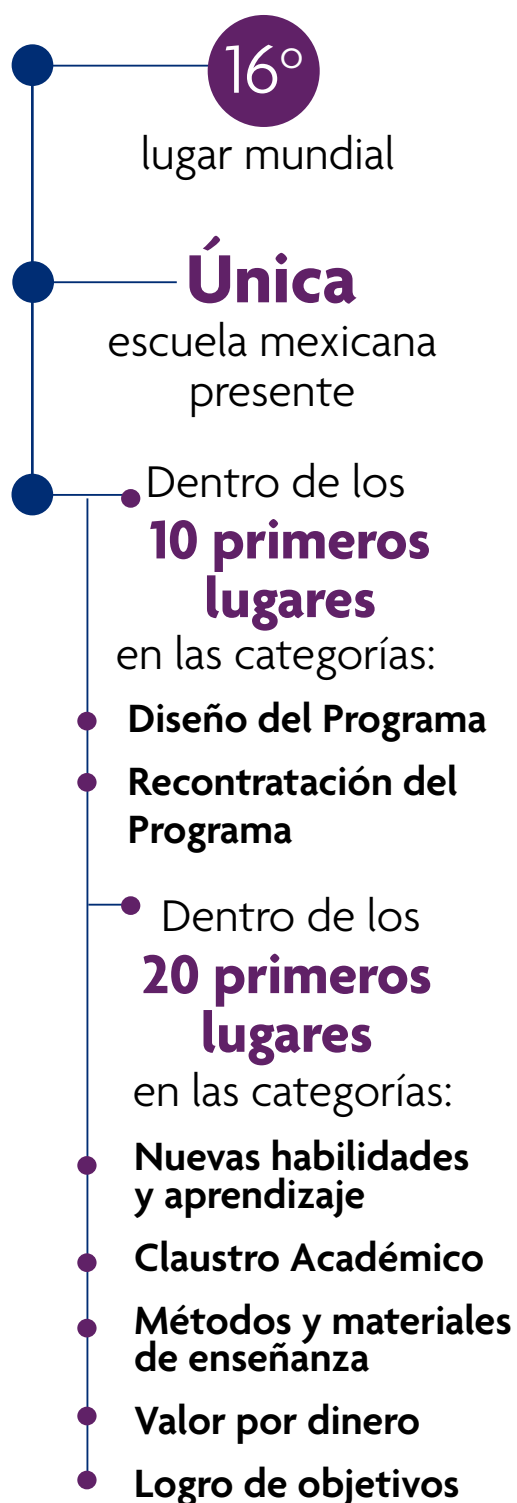 16°
lugar mundial
Única
escuela mexicana
presente
Dentro de los
10 primeros
lugares
en las categorías:
Diseño del Programa
Recontratación del
Programa
Dentro de los
20 primeros
lugares
en las categorías:
Nuevas habilidades
y aprendizaje
Claustro Académico
Métodos y materiales
de enseñanza
Valor por dinero
Logro de objetivos